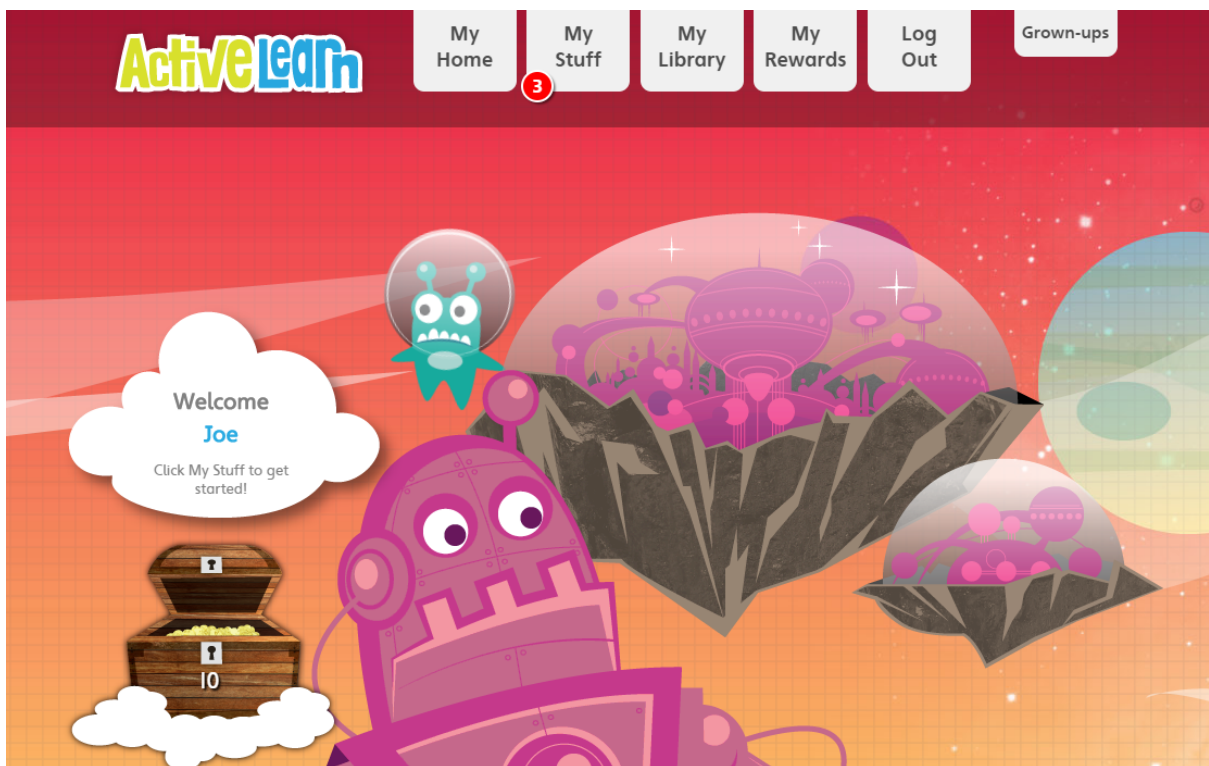 ActiveLearn
My
Home
My
Stuff
3
My
Library
My
Rewards
Log
Out
Grown-ups
Welcome
Joe
Click My Stuff to get
started!
10